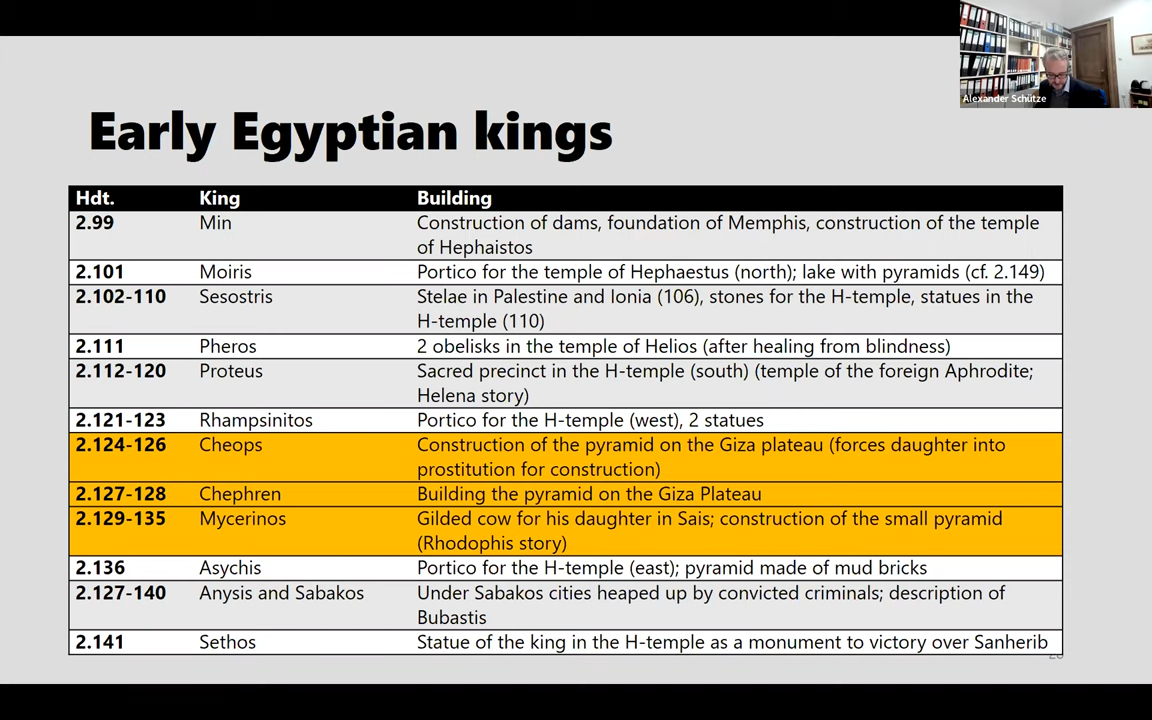 Alexander Schütze
Early Egyptian kings
Hdt. King Building
2.99 Min Construction of dams, foundation of Memphis, construction of the temple
of Hephaistos
2.101 Moiris Portico for the temple of Hephaestus (north); lake with pyramids (cf. 2.149)
2.102-110 Sesostris Stelae in Palestine and Ionia (106), stones for the H-temple, statues in the
H-temple (110)
2.111 Pheros 2 obelisks in the temple of Helios (after healing from blindness)
2.112-120 Proteus Sacred precinct in the H-temple (south) (temple of the foreign Aphrodite;
Helena story)
2.121-123 Rhampsinitos Portico for the H-temple (west), 2 statues
2.124-126 Cheops Construction of the pyramid on the Giza plateau (forces daughter into
prostitution for construction)
2.127-128 Chephren Building the pyramid on the Giza Plateau
2.129-135 Mycerinos Gilded cow for his daughter in Sais; construction of the small pyramid
(Rhodophis story)
2.136 Asychis Portico for the H-temple (east); pyramid made of mud bricks
2.127-140 Anysis and Sabakos Under Sabakos cities heaped up by convicted criminals; description of
Bubastis
2.141 Sethos Statue of the king in the H-temple as a monument to victory over Sanherib